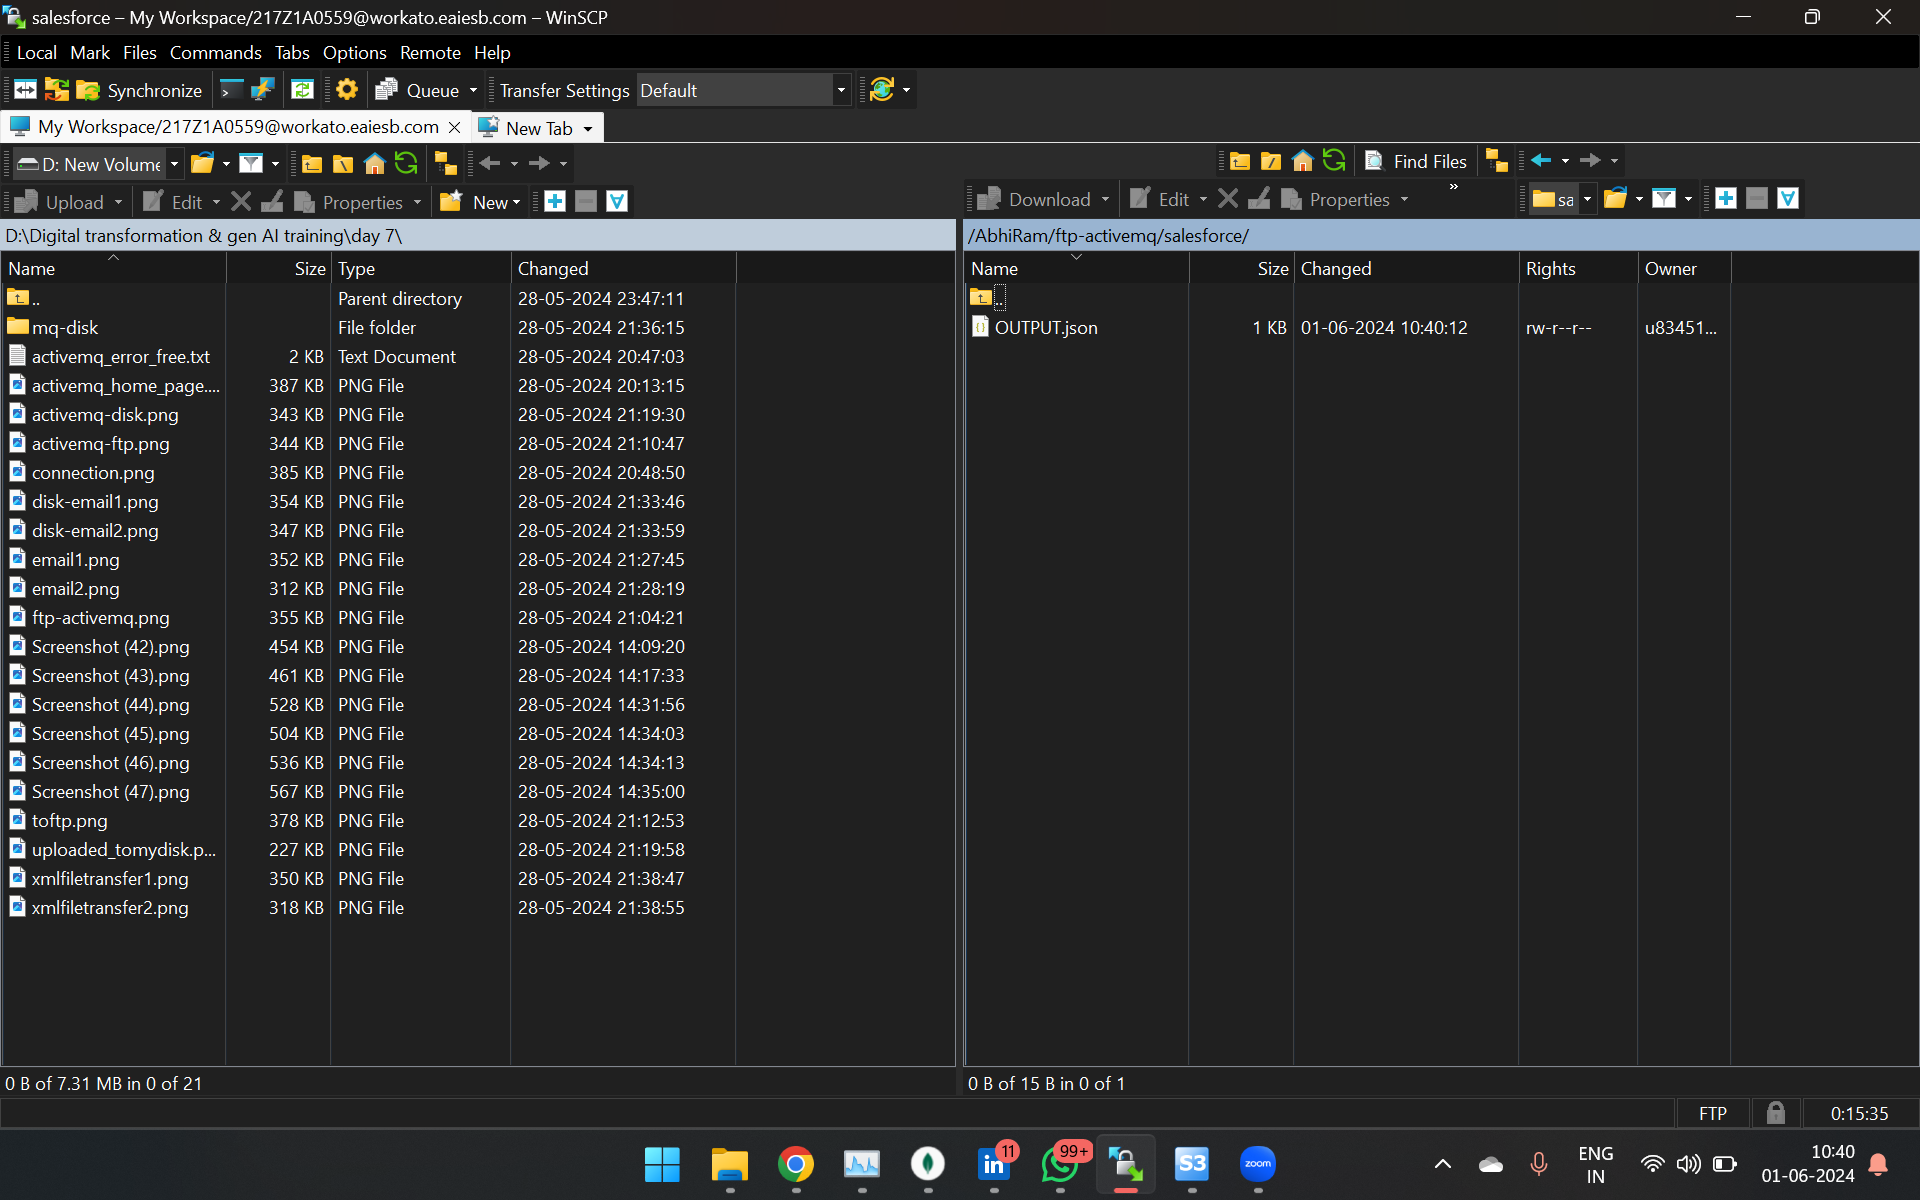 salesforce – My Workspace/217Z1A0559@workato.eaiesb.com – WinSCP
Local Mark Files Commands Tabs Options Remote Help
Synchronize Queue Transfer Settings Default
My Workspace/217Z1A0559@workato.eaiesb.com New Tab
D: New Volume Find Files
Upload Edit Properties New Download Edit Properties » sa
D:\Digital transformation & gen AI training\day 7\ /AbhiRam/ftp-activemq/salesforce/
Name Size Type Changed Name Size Changed Rights Owner
.. Parent directory 28-05-2024 23:47:11 ..
mq-disk File folder 28-05-2024 21:36:15 OUTPUT.json 1 KB 01-06-2024 10:40:12 rw-r--r-- u83451...
activemq_error_free.txt 2 KB Text Document 28-05-2024 20:47:03
activemq_home_page.... 387 KB PNG File 28-05-2024 20:13:15
activemq-disk.png 343 KB PNG File 28-05-2024 21:19:30
activemq-ftp.png 344 KB PNG File 28-05-2024 21:10:47
connection.png 385 KB PNG File 28-05-2024 20:48:50
disk-email1.png 354 KB PNG File 28-05-2024 21:33:46
disk-email2.png 347 KB PNG File 28-05-2024 21:33:59
email1.png 352 KB PNG File 28-05-2024 21:27:45
email2.png 312 KB PNG File 28-05-2024 21:28:19
ftp-activemq.png 355 KB PNG File 28-05-2024 21:04:21
Screenshot (42).png 454 KB PNG File 28-05-2024 14:09:20
Screenshot (43).png 461 KB PNG File 28-05-2024 14:17:33
Screenshot (44).png 528 KB PNG File 28-05-2024 14:31:56
Screenshot (45).png 504 KB PNG File 28-05-2024 14:34:03
Screenshot (46).png 536 KB PNG File 28-05-2024 14:34:13
Screenshot (47).png 567 KB PNG File 28-05-2024 14:35:00
toftp.png 378 KB PNG File 28-05-2024 21:12:53
uploaded_tomydisk.p... 227 KB PNG File 28-05-2024 21:19:58
xmlfiletransfer1.png 350 KB PNG File 28-05-2024 21:38:47
xmlfiletransfer2.png 318 KB PNG File 28-05-2024 21:38:55
0 B of 7.31 MB in 0 of 21 0 B of 15 B in 0 of 1
FTP 0:15:35
in 11 99+ S3 zoom ENG 10:40
IN 01-06-2024